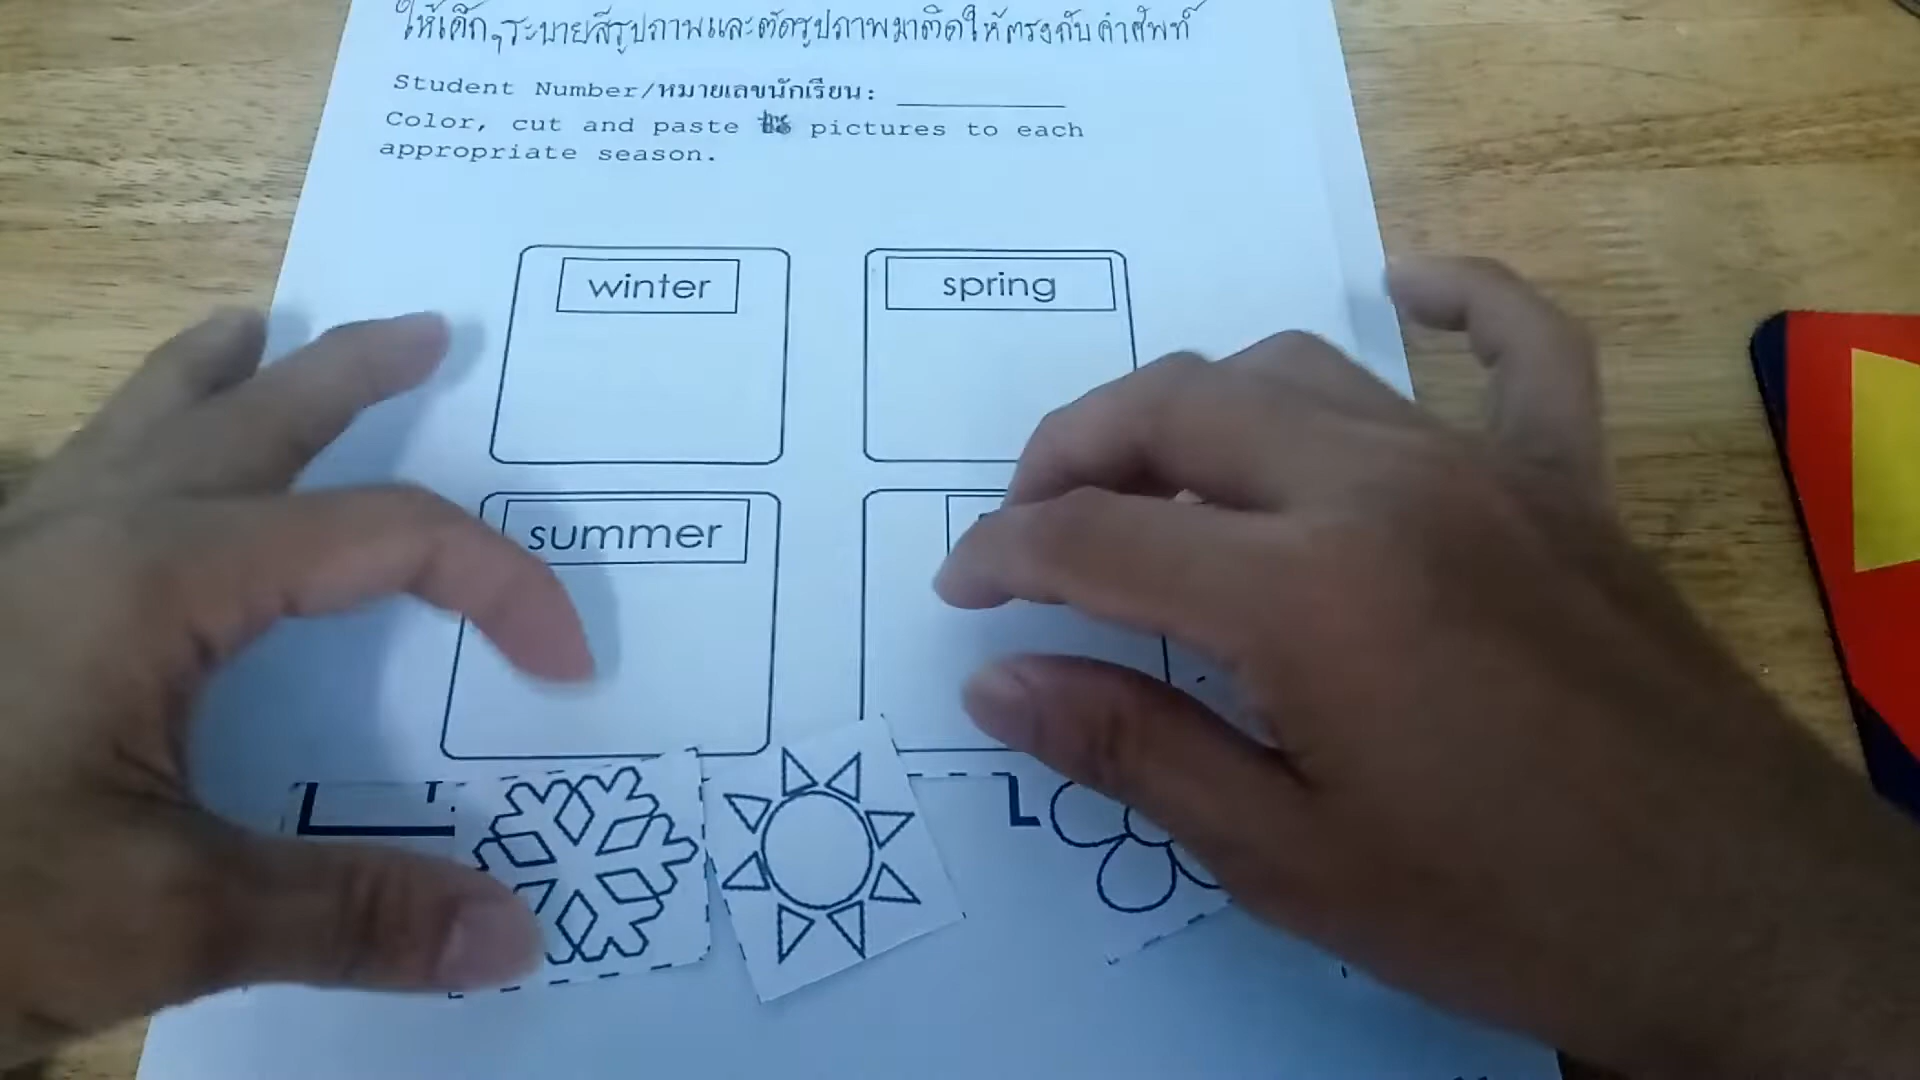 ให้เด็กๆระบายสีรูปภาพและตัดรูปภาพมาติดให้ตรงกับคำศัพท์
Student Number/หมายเลขนักเรียน: __________
Color, cut and paste the pictures to each
appropriate season.
winter
spring
summer